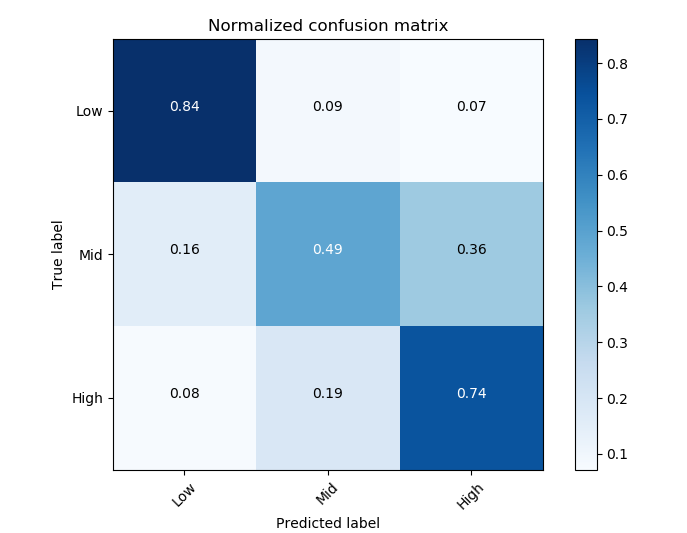 Normalized confusion matrix
Low 0.84 0.09 0.07
Mid 0.16 0.49 0.36
High 0.08 0.19 0.74
Low Mid High
Predicted label
True label
0.8
0.7
0.6
0.5
0.4
0.3
0.2
0.1